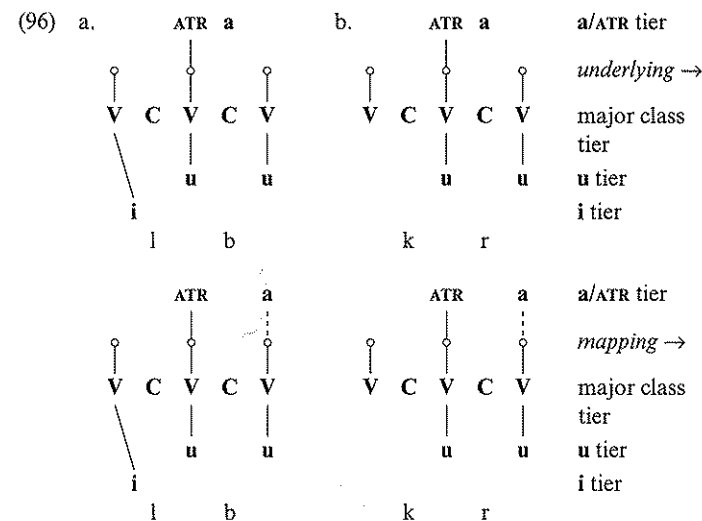 (96) a. ATR a b. ATR a a/ATR tier
underlying →
V C V C V V C V C V major class
tier
u u u u u tier
i i tier
l b k r
ATR a ATR a a/ATR tier
mapping →
V C V C V V C V C V major class
tier
u u u u u tier
i i tier
l b k r